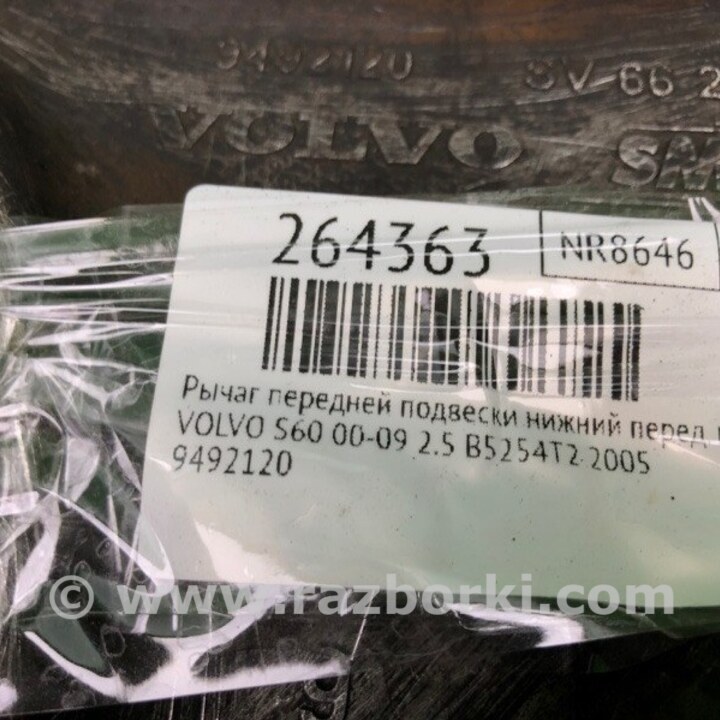 9492120 8V-66 2
VOLVO
264363 NR8646
Рычаг передней подвески нижний перед
VOLVO S60 00-09 2.5 B5254T2 2005
9492120
© www.razborki.com